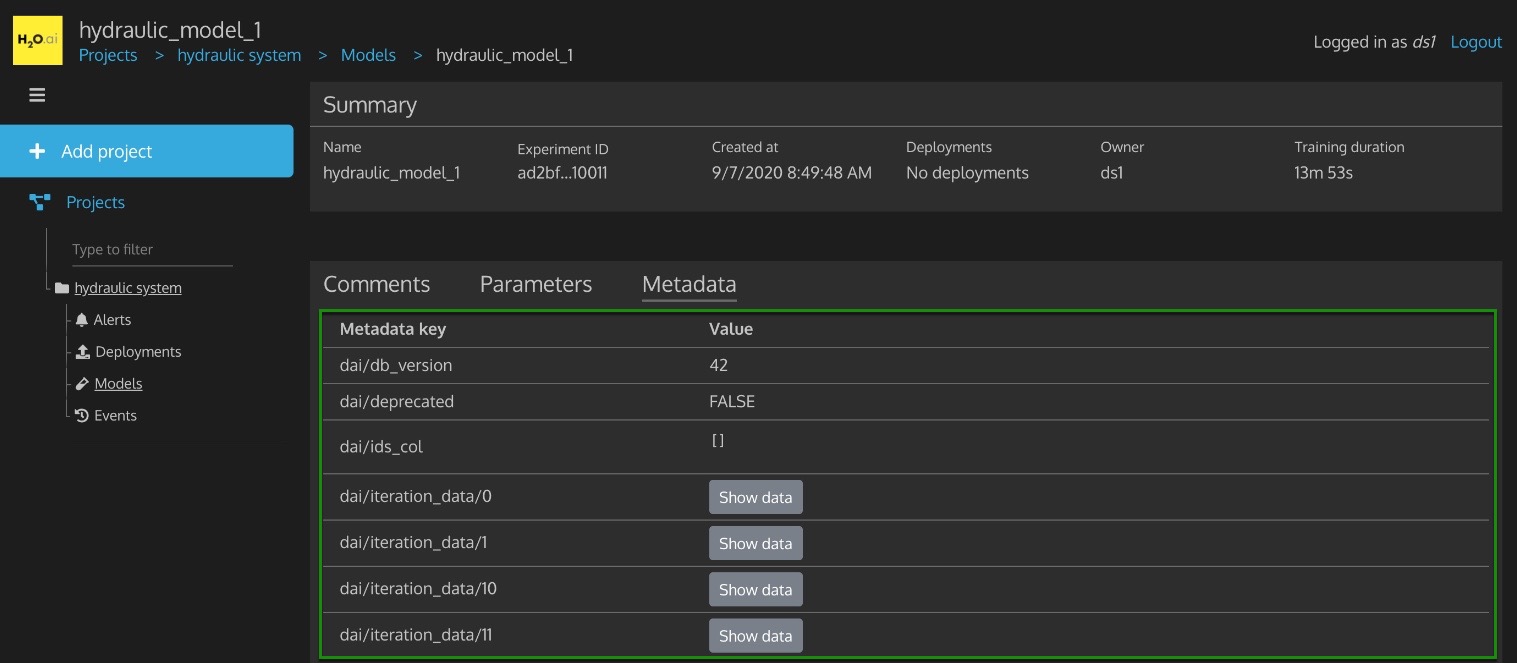 H2O.ai
hydraulic_model_1
Projects > hydraulic system > Models > hydraulic_model_1
Logged in as ds1 Logout
+ Add project
Projects
Type to filter
hydraulic system
Alerts
Deployments
Models
Events
Summary
Name Experiment ID Created at Deployments Owner Training duration
hydraulic_model_1 ad2bf...10011 9/7/2020 8:49:48 AM No deployments ds1 13m 53s
Comments Parameters Metadata
Metadata key Value
dai/db_version 42
dai/deprecated FALSE
dai/ids_col []
dai/iteration_data/0 Show data
dai/iteration_data/1 Show data
dai/iteration_data/10 Show data
dai/iteration_data/11 Show data